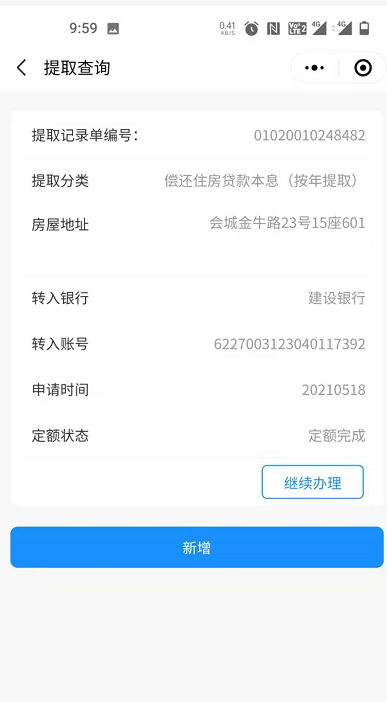 9:59
0.41
KB/S
4G
4G
提取查询
提取记录单编号：
01020010248482
提取分类
偿还住房贷款本息（按年提取）
房屋地址
会城金牛路23号15座601
转入银行
建设银行
转入账号
6227003123040117392
申请时间
20210518
定额状态
定额完成
继续办理
新增